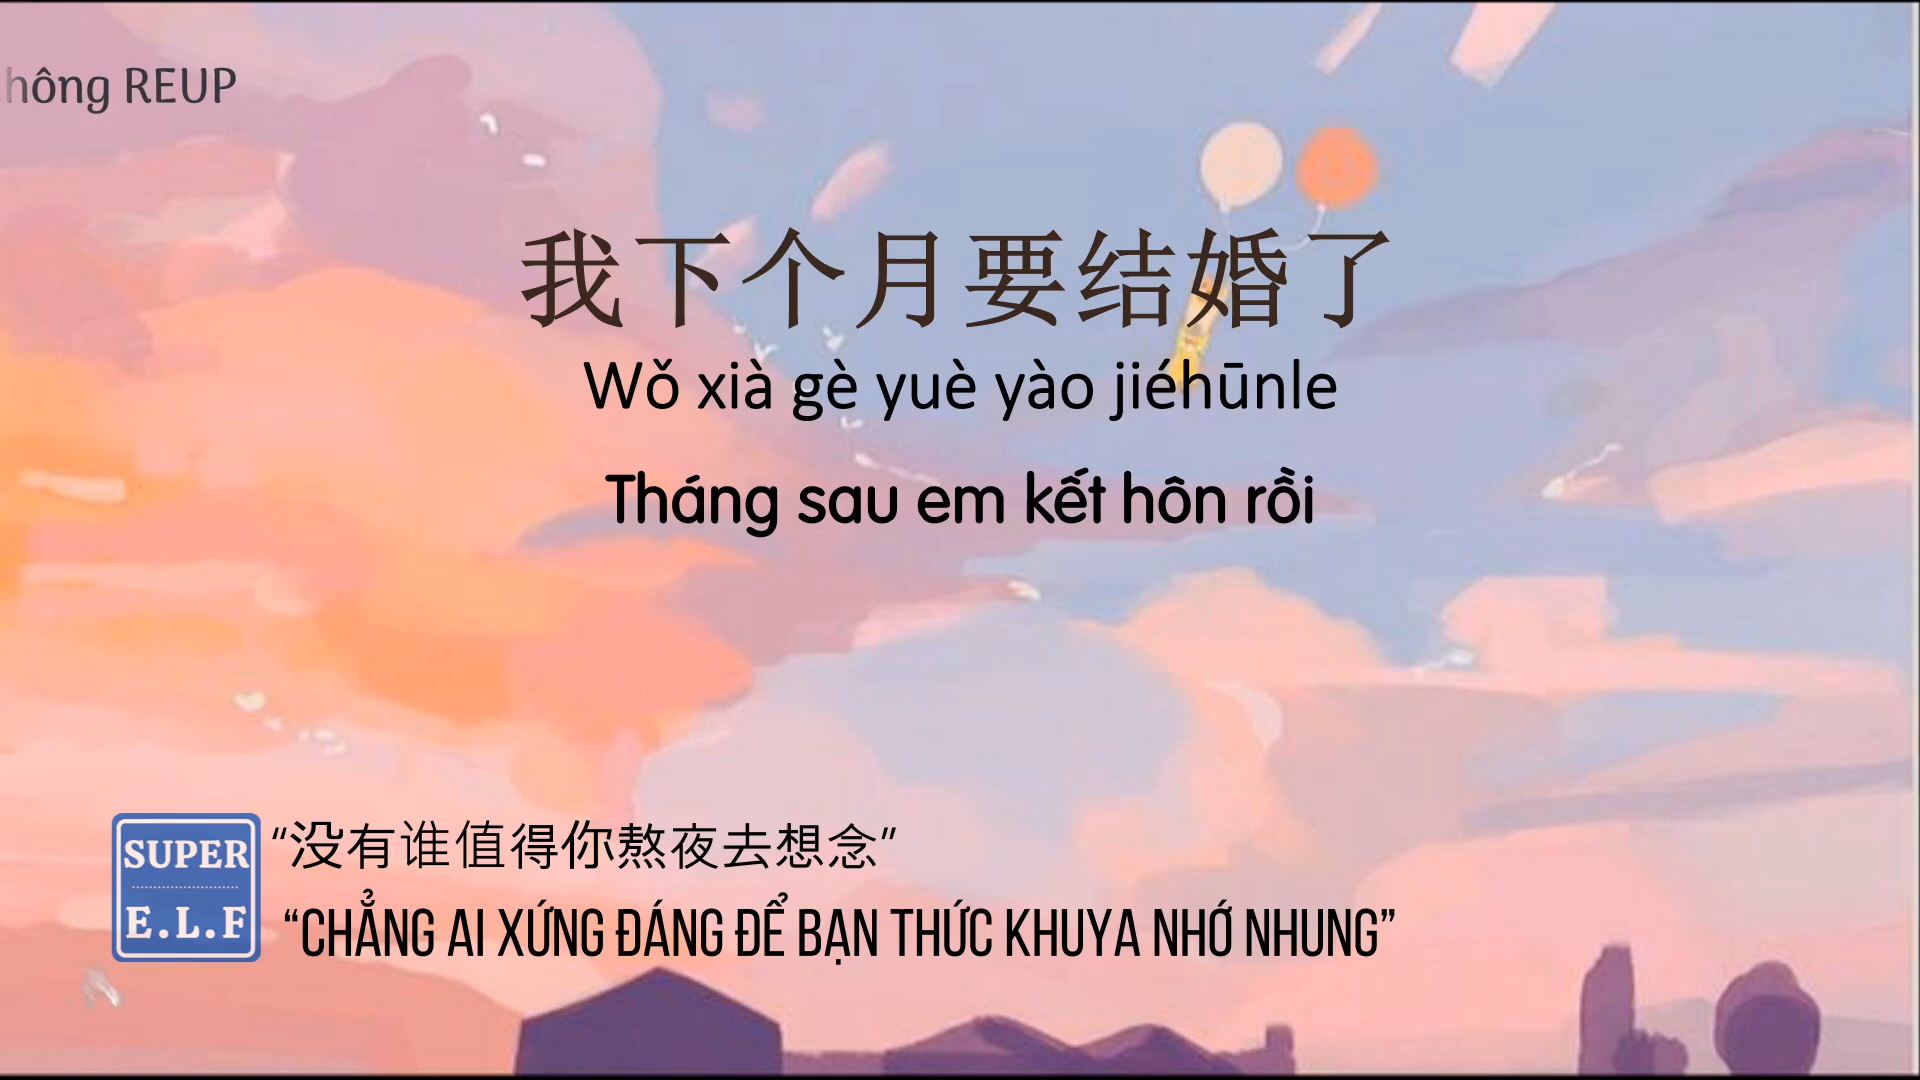 hông REUP
我下个月要结婚了
Wǒ xià gè yuè yào jiéhūnle
Tháng sau em kết hôn rồi
SUPER
E.L.F
“没有谁值得你熬夜去想念”
“CHẲNG AI XỨNG ĐÁNG ĐỂ BẠN THỨC KHUYA NHỚ NHUNG”